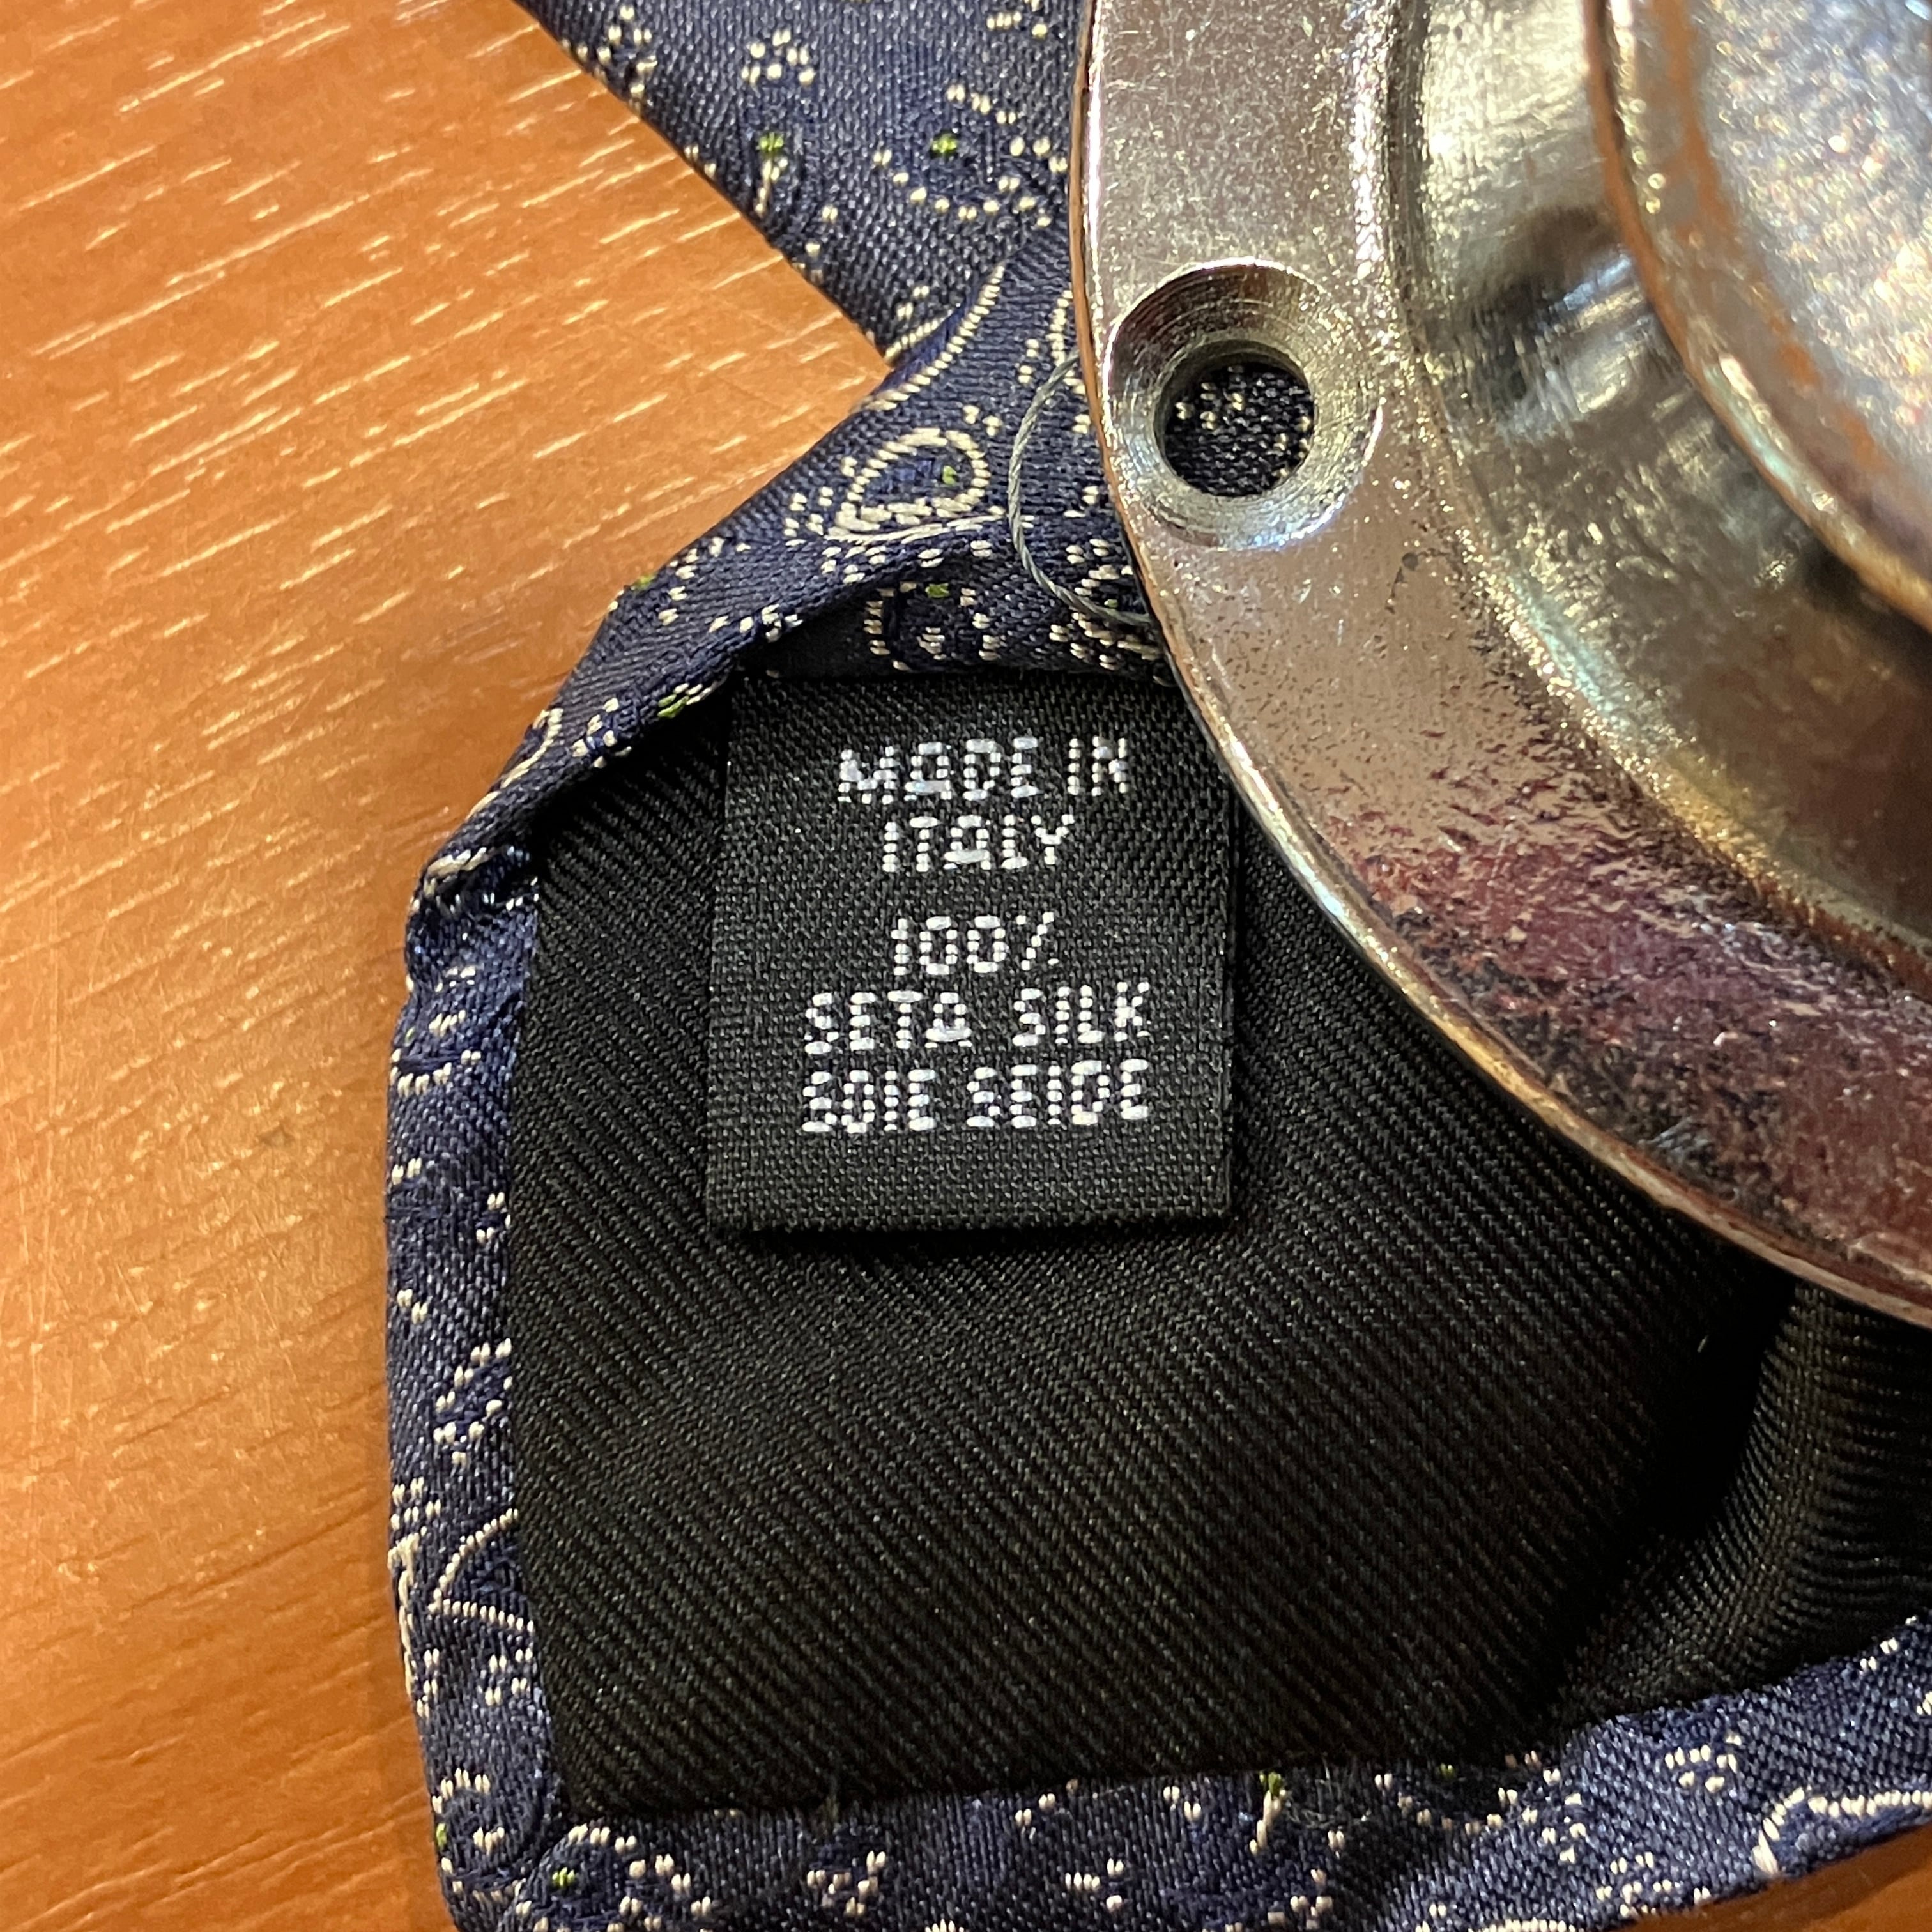 MADE IN
ITALY
100%
SETA SILK
SOIE SEIDE